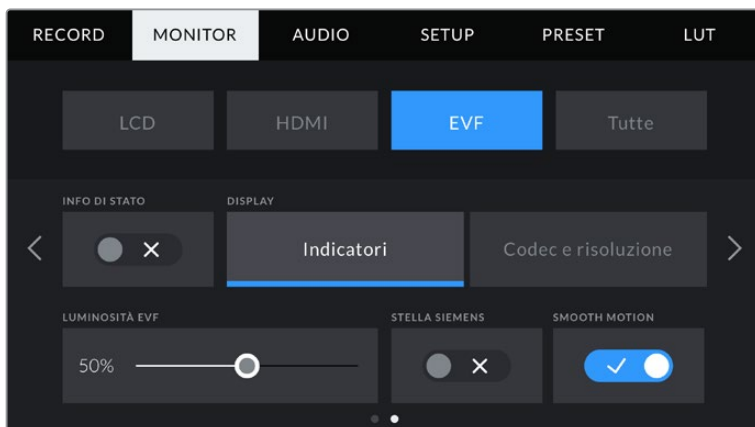 RECORD MONITOR AUDIO SETUP PRESET LUT
LCD HDMI EVF Tutte
INFO DI STATO DISPLAY
Indicatori Codec e risoluzione
LUMINOSITÀ EVF STELLA SIEMENS SMOOTH MOTION
50%